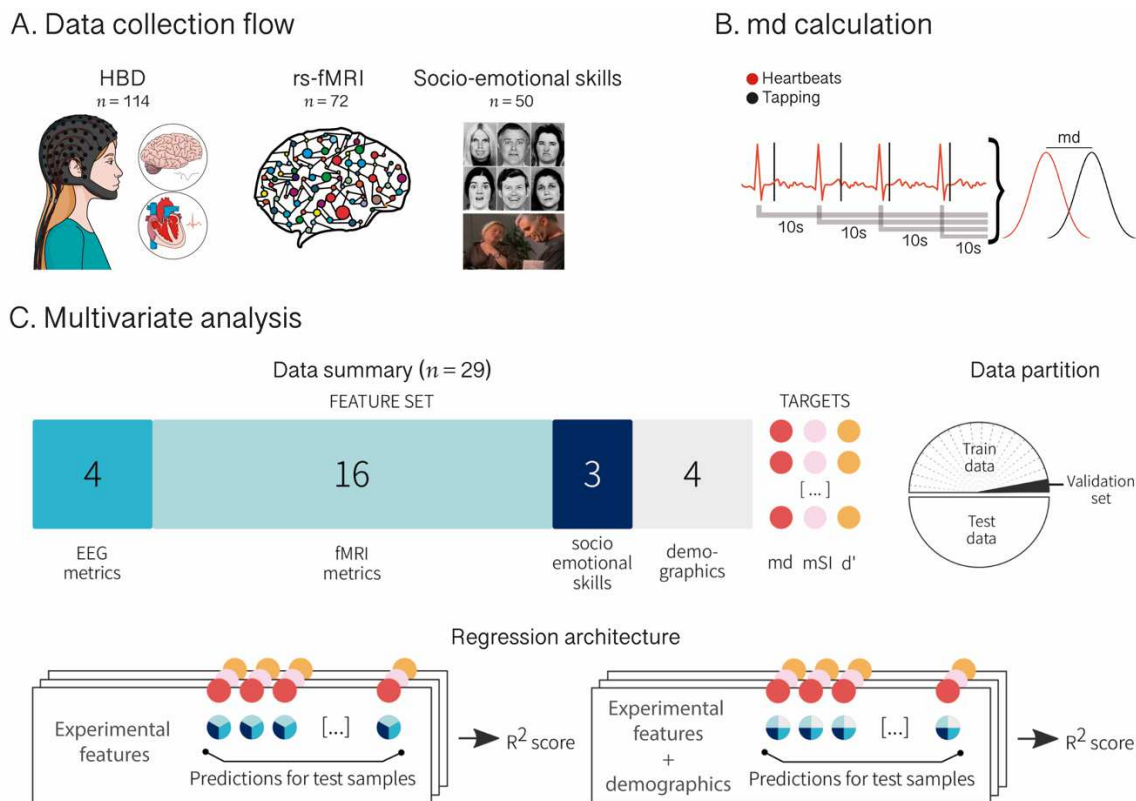 A. Data collection flow
HBD
n = 114
rs-fMRI
n = 72
Socio-emotional skills
n = 50
B. md calculation
Heartbeats
Tapping
md
10s
10s
10s
10s
C. Multivariate analysis
Data summary (n = 29)
FEATURE SET
4
16
3
4
EEG
metrics
fMRI
metrics
socio
emotional
skills
demo-
graphics
TARGETS
[ ... ]
md mSI d'
Data partition
Train
data
Validation
set
Test
data
Regression architecture
Experimental
features
[...]
Predictions for test samples
R² score
Experimental
features
+
demographics
[...]
Predictions for test samples
R² score